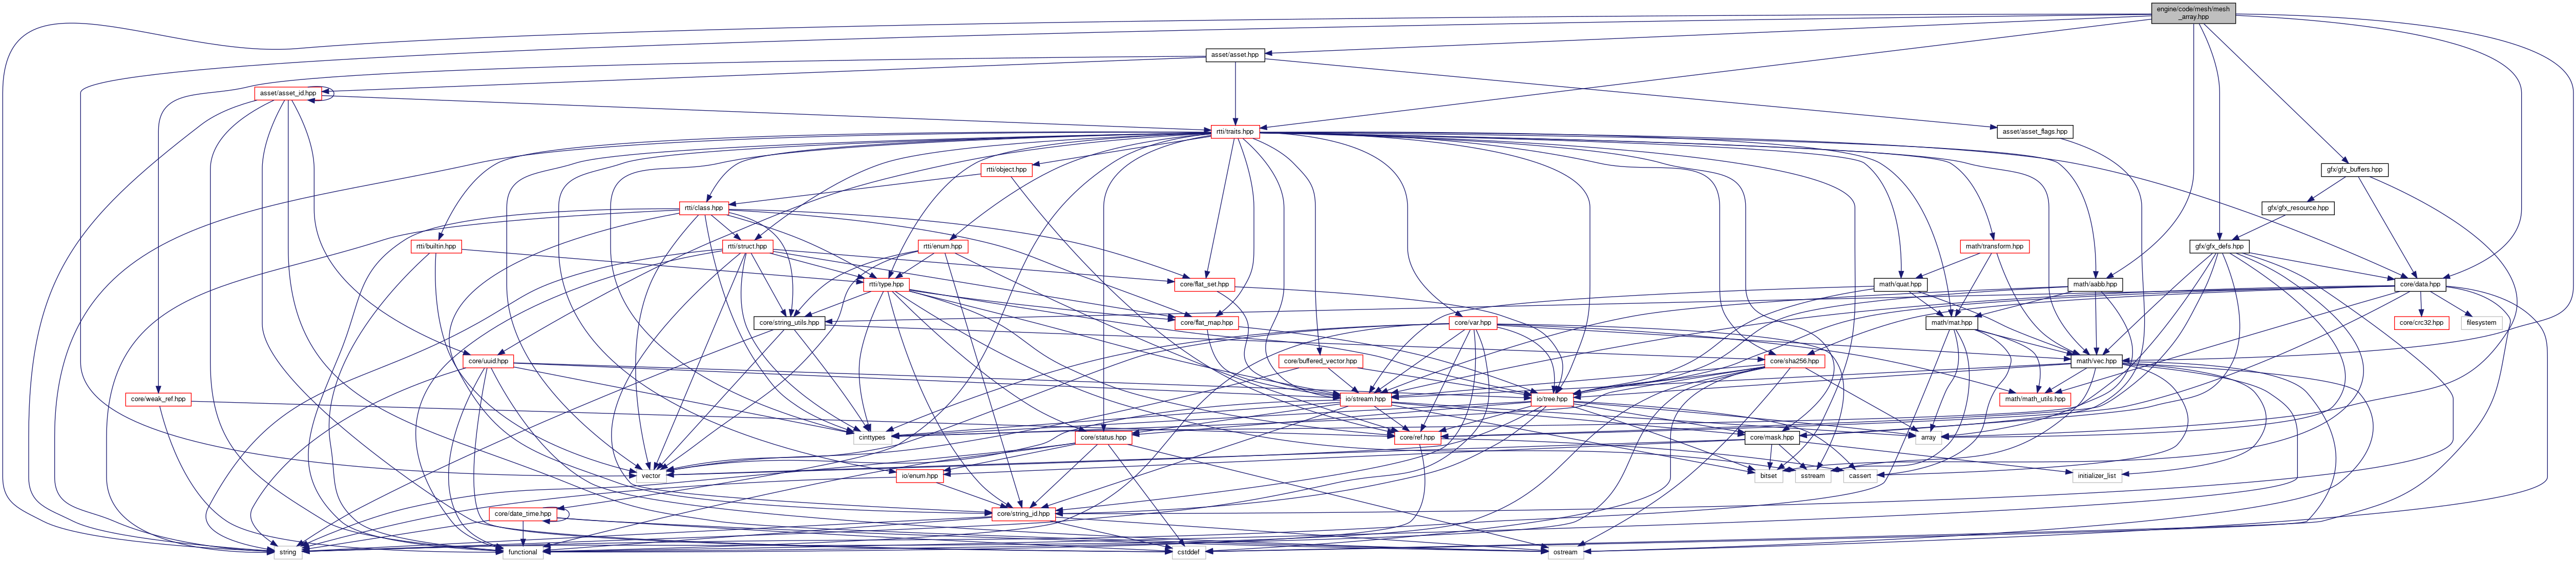 engine/code/mesh/mesh
_array.hpp
asset/asset.hpp
asset/asset_id.hpp
rtti/traits.hpp
asset/asset_flags.hpp
rtti/object.hpp
gfx/gfx_buffers.hpp
rtti/class.hpp
gfx/gfx_resource.hpp
rtti/builtin.hpp
rtti/struct.hpp
rtti/enum.hpp
math/transform.hpp
gfx/gfx_defs.hpp
rtti/type.hpp
core/flat_set.hpp
math/quat.hpp
math/aabb.hpp
core/data.hpp
core/string_utils.hpp
core/flat_map.hpp
core/var.hpp
math/mat.hpp
core/crc32.hpp
filesystem
core/uuid.hpp
core/buffered_vector.hpp
core/sha256.hpp
math/vec.hpp
core/weak_ref.hpp
io/stream.hpp
io/tree.hpp
math/math_utils.hpp
cinttypes
core/status.hpp
core/ref.hpp
core/mask.hpp
array
vector
io/enum.hpp
bitset
sstream
cassert
initializer_list
core/date_time.hpp
core/string_id.hpp
string
functional
cstddef
ostream